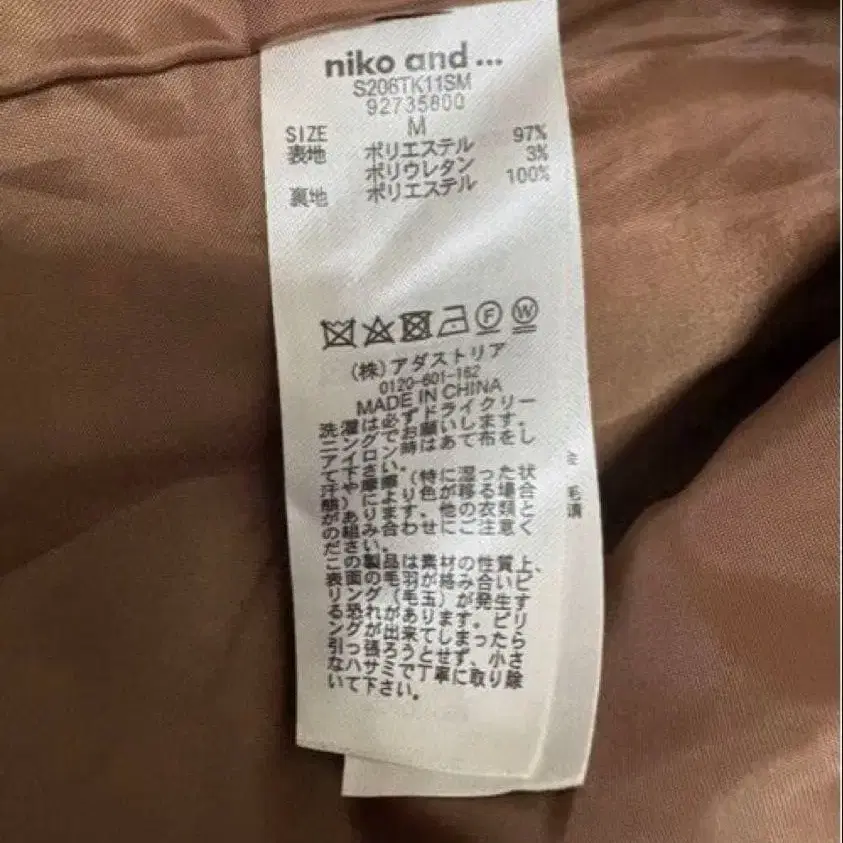 niko and ...
S206TK11SM
92735800
SIZE M
表地 ポリエステル 97%
ポリウレタン 3%
裏地 ポリエステル 100%
F W
(株)アダストリア
0120-601-162
MADE IN CHINA
洗濯は必ずドライクリー
ニングでお願いします。
アイロン時はあて布をし
て下さい。
汗や摩擦(特に湿った状
態)により色が移る場合
があります。他の衣類と
の組み合わせにご注意く
ださい。
この製品は素材の性質上、
表面の毛羽が絡み合いピ
リング(毛玉)が発生す
る恐れがあります。ピリ
ングが出来てしまったら
引っ張ろうとせず、小さ
なハサミで丁寧に取り除
いて下さい。